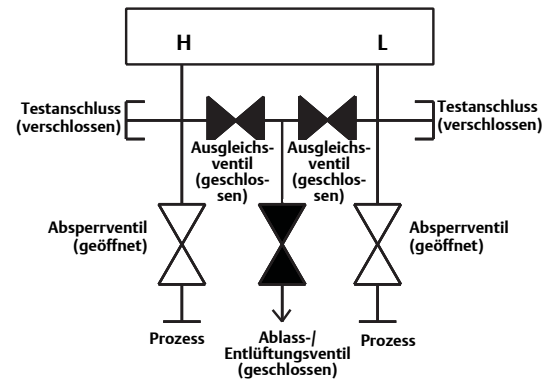 H
L
Testanschluss
(verschlossen)
Testanschluss
(verschlossen)
Ausgleichs-
ventil
(geschlos-
sen)
Ausgleichs-
ventil
(geschlos-
sen)
Absperrventil
(geöffnet)
Absperrventil
(geöffnet)
Prozess
Ablass-/
Entlüftungsventil
(geschlossen)
Prozess